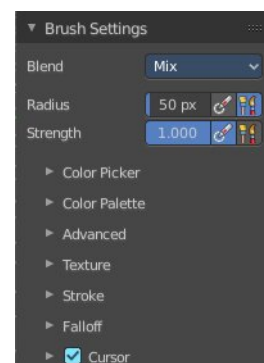 Brush Settings
Blend Mix
Radius 50 px
Strength 1.000
Color Picker
Color Palette
Advanced
Texture
Stroke
Falloff
Cursor